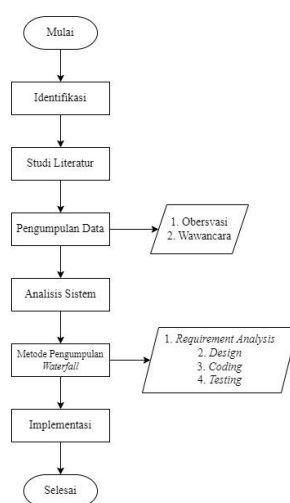 Mulai
Identifikasi
Studi Literatur
Pengumpulan Data
1. Obersvasi
2. Wawancara
Analisis Sistem
Metode Pengumpulan
Waterfall
1. Requirement Analysis
2. Design
3. Coding
4. Testing
Implementasi
Selesai